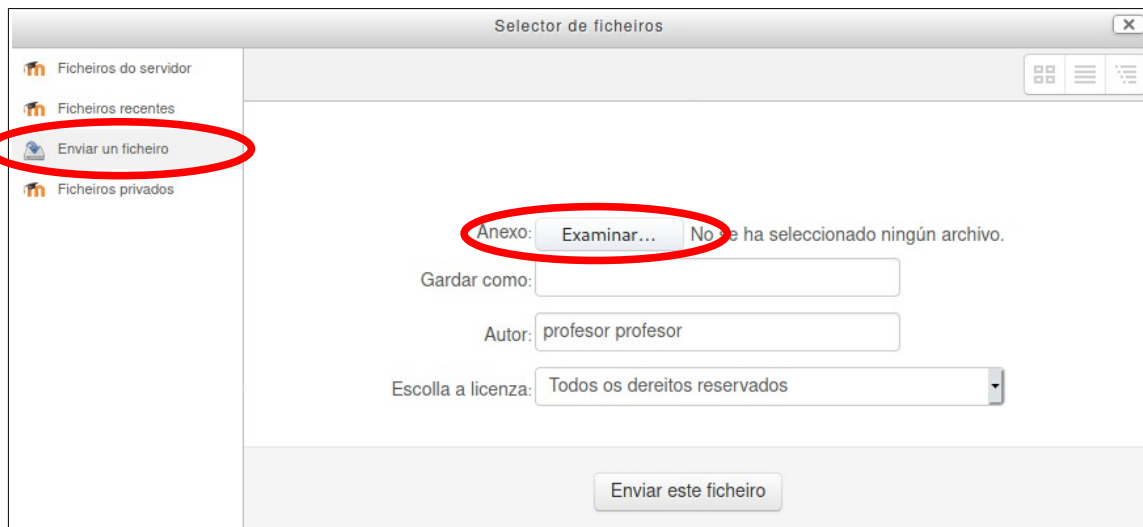 Selector de ficheiros
Ficheiros do servidor
Ficheiros recentes
Enviar un ficheiro
Ficheiros privados
Anexo: Examinar... No se ha seleccionado ningún archivo.
Gardar como:
Autor: profesor profesor
Escolla a licenza: Todos os dereitos reservados
Enviar este ficheiro